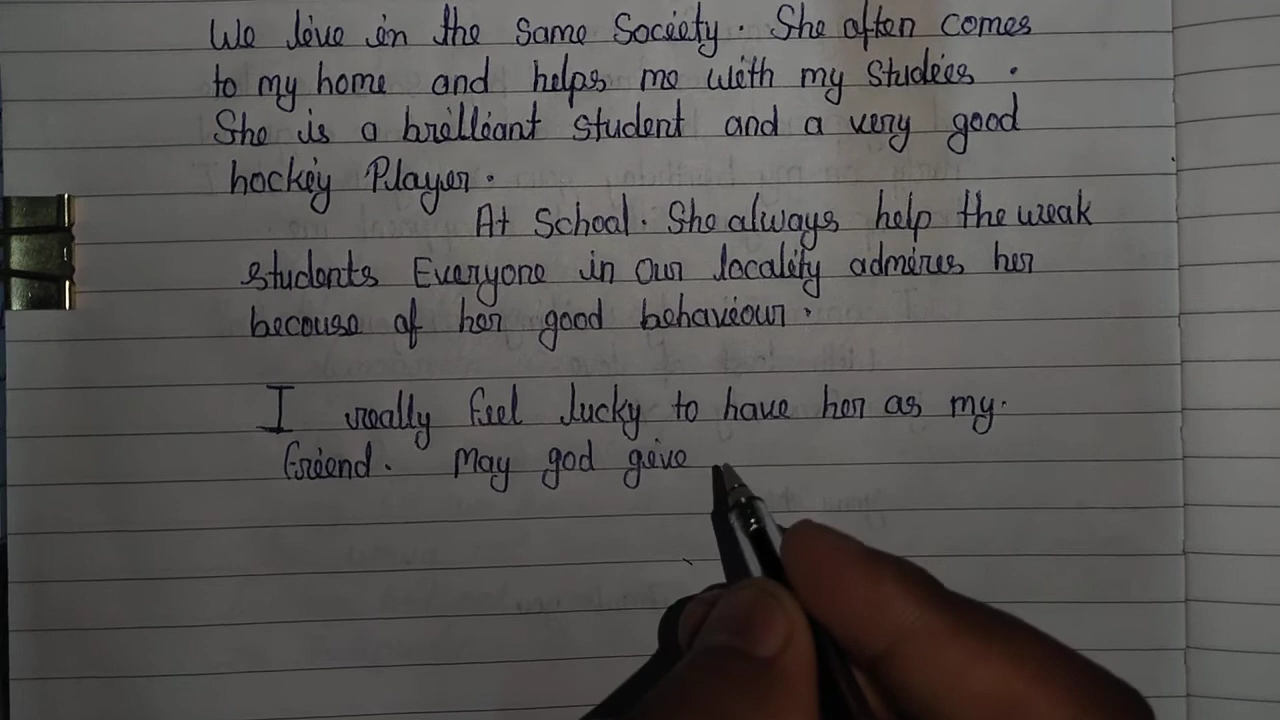 We live in the same Society. She often comes
to my home and helps me with my studies.
She is a brilliant student and a very good
hockey Player.
At School. She always help the weak
students Everyone in our locality admires her
becouse of her good behaviour.
I really feel lucky to have her as my.
friend. May god give